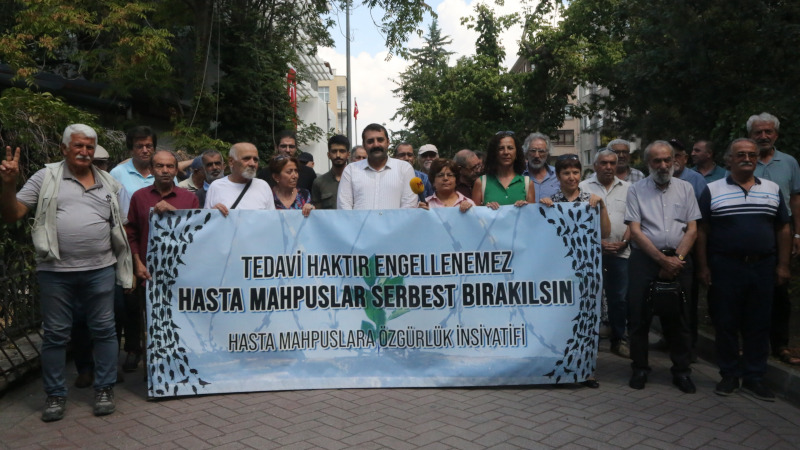 TEDAVİ HAKTIR ENGELLENEMEZ
HASTA MAHPUSLAR SERBEST BIRAKILSIN
HASTA MAHPUSLARA ÖZGÜRLÜK İNSİYATİFİ